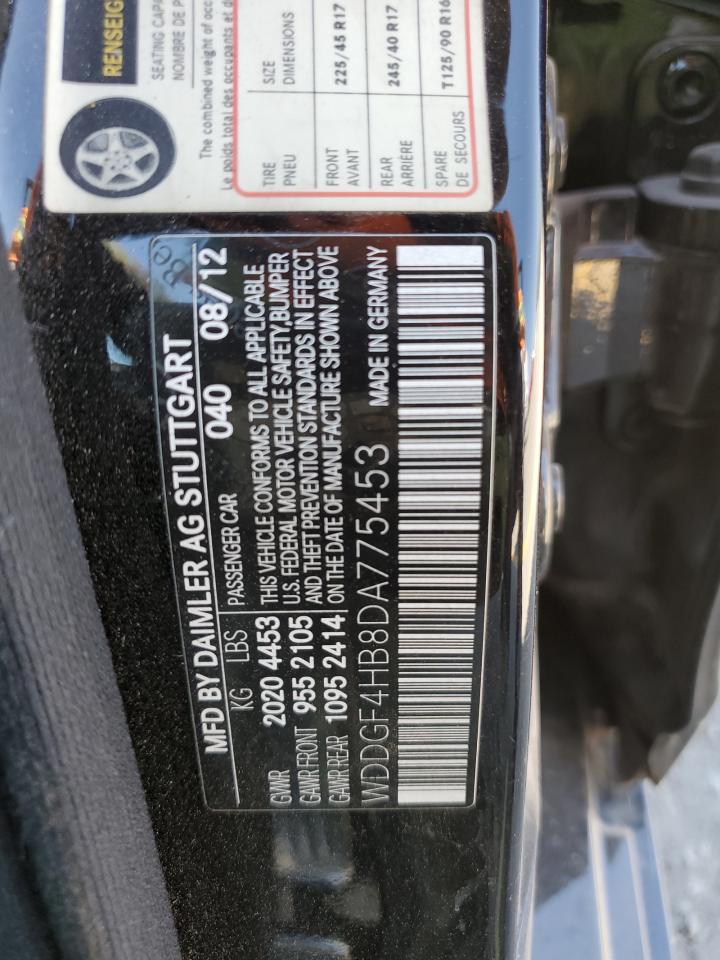 RENSEIG
SEATING CAPA
NOMBRE DE P
The combined weight of occ
Le poids total des occupants et d
TIRE SIZE
PNEU DIMENSIONS
FRONT 225/45 R17
AVANT
REAR 245/40 R17
ARRIÈRE
SPARE T125/90 R16
DE SECOURS
MFD BY DAIMLER AG STUTTGART
KG LBS PASSENGER CAR 040 08/12
GVWR 2020 4453 THIS VEHICLE CONFORMS TO ALL APPLICABLE
GAWR FRONT 955 2105 U.S. FEDERAL MOTOR VEHICLE SAFETY, BUMPER
GAWR REAR 1095 2414 AND THEFT PREVENTION STANDARDS IN EFFECT
ON THE DATE OF MANUFACTURE SHOWN ABOVE
WDDGF4HB8DA775453 MADE IN GERMANY